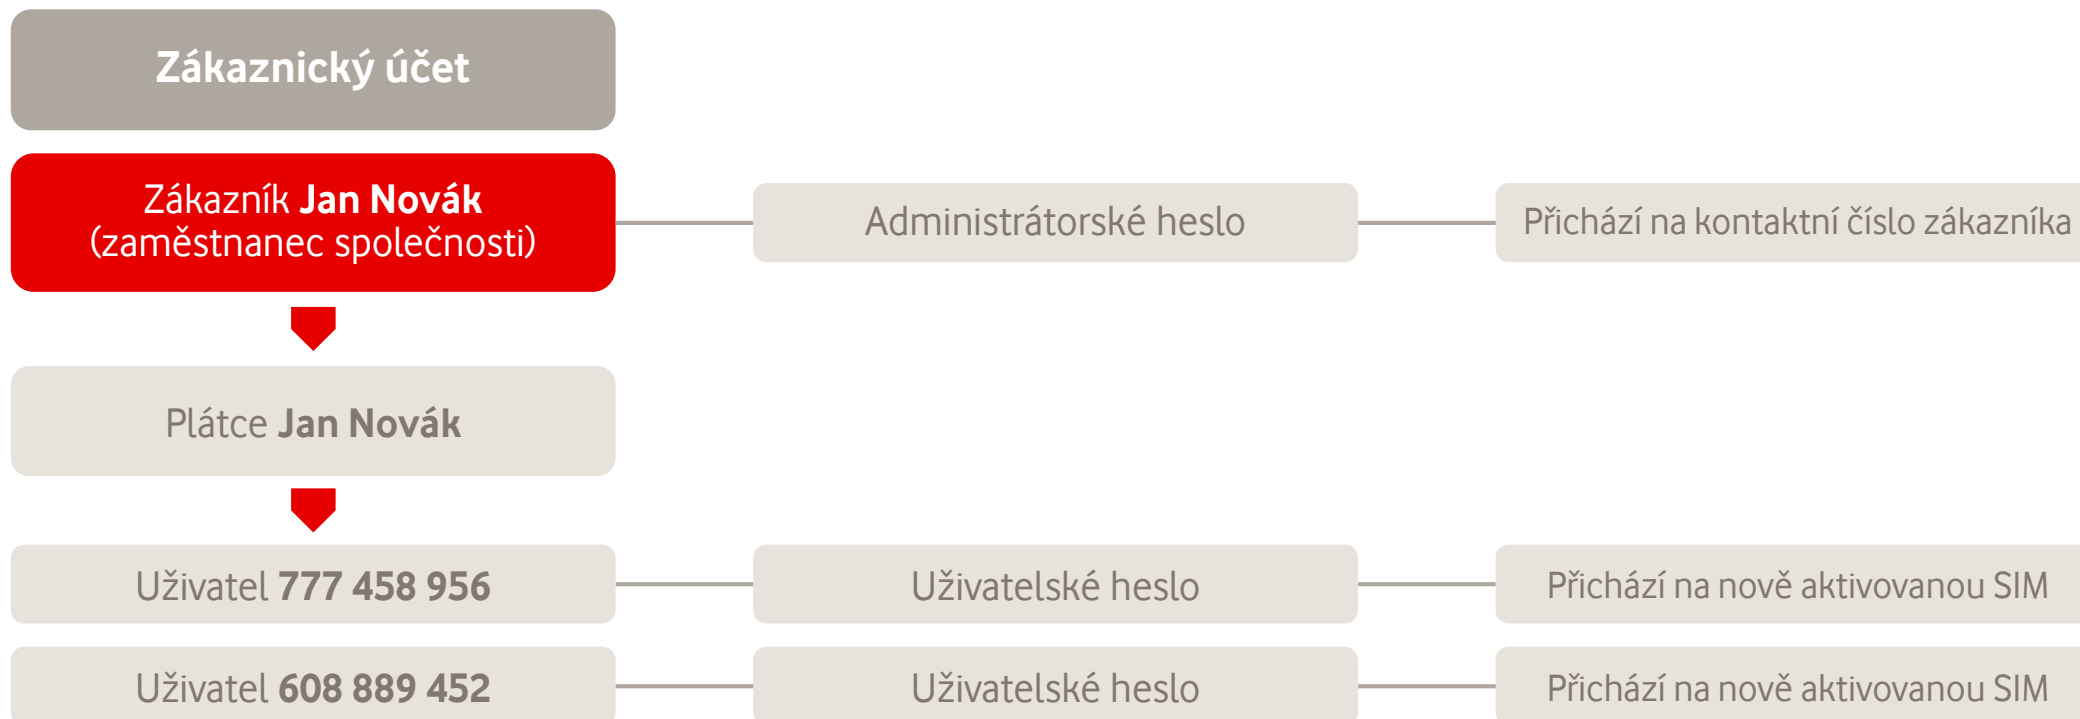 Zákaznický účet
Zákazník Jan Novák
(zaměstnanec společnosti)
Administrátorské heslo
Přichází na kontaktní číslo zákazníka
Plátce Jan Novák
Uživatel 777 458 956
Uživatelské heslo
Přichází na nově aktivovanou SIM
Uživatel 608 889 452
Uživatelské heslo
Přichází na nově aktivovanou SIM